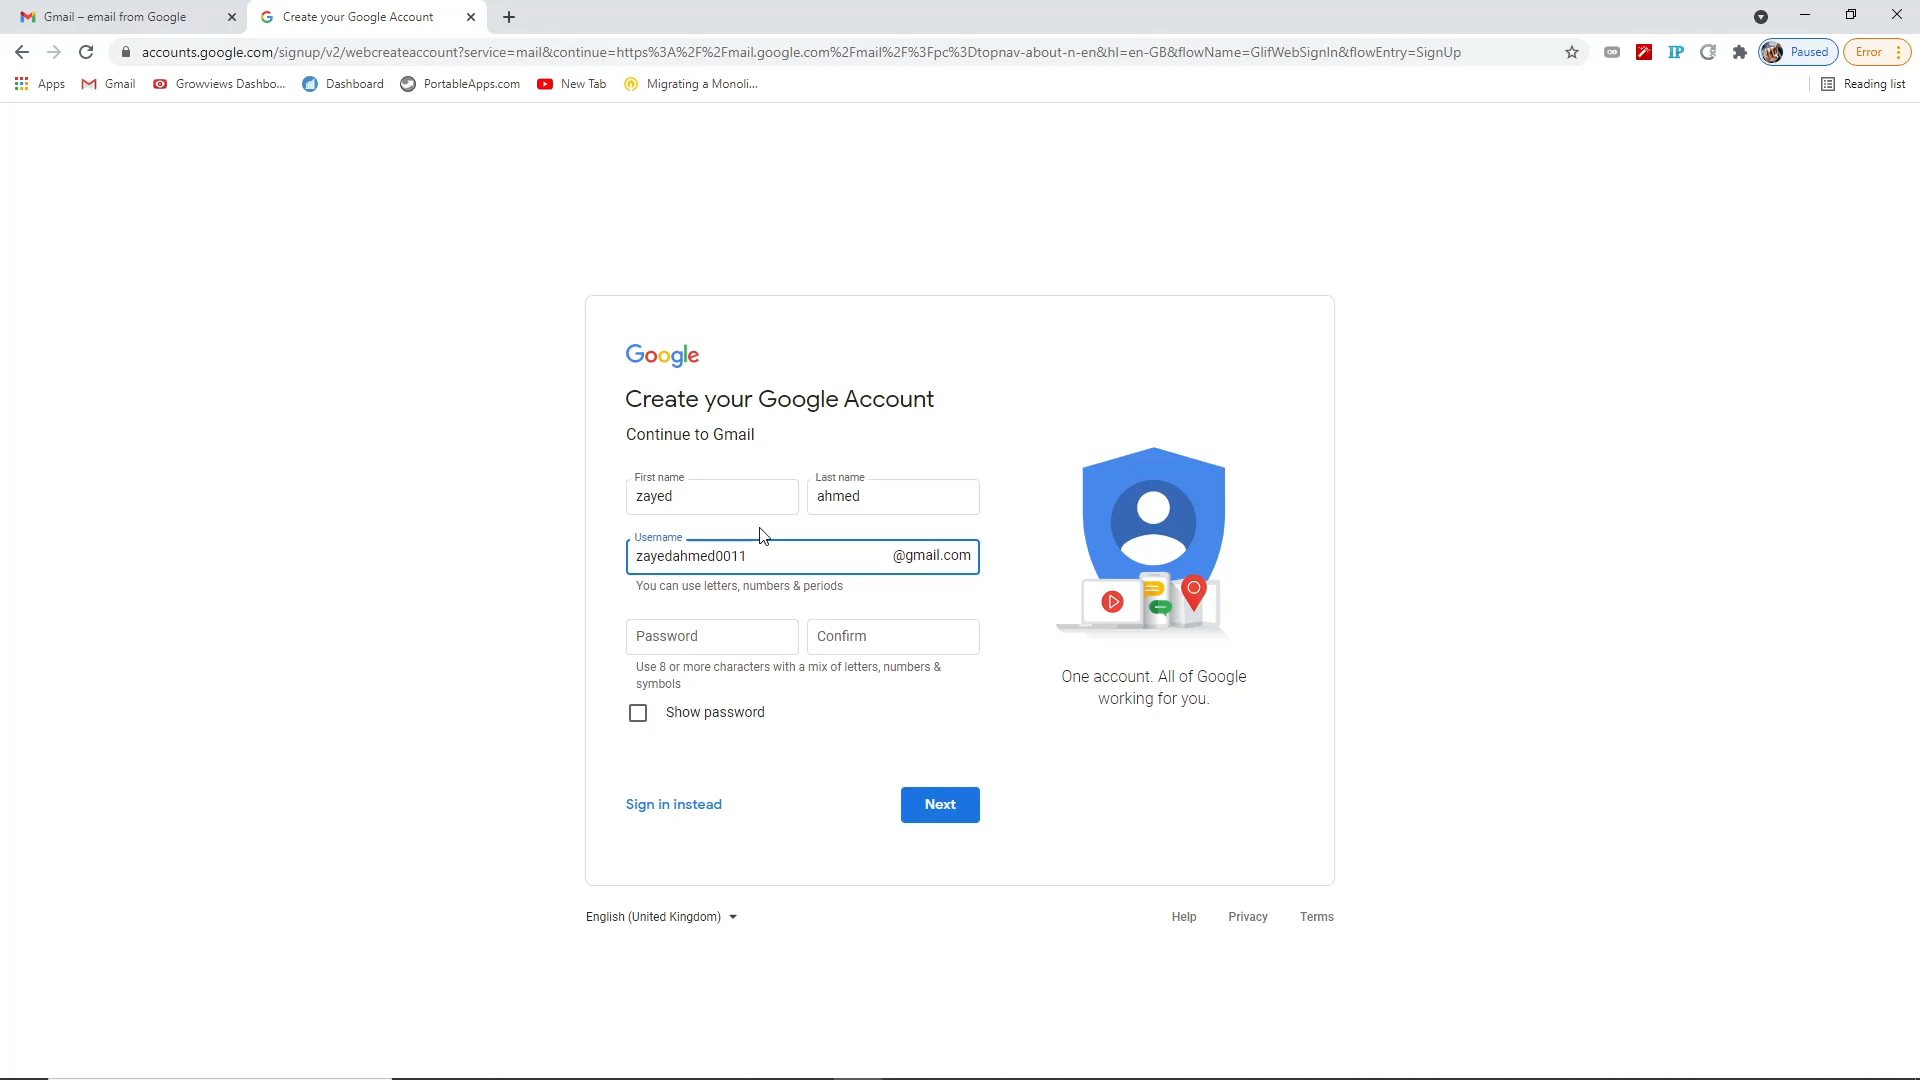 Gmail – email from Google
Create your Google Account
accounts.google.com/signup/v2/webcreateaccount?service=mail&continue=https%3A%2F%2Fmail.google.com%2Fmail%2F%3Fpc%3Dtopnav-about-n-en&hl=en-GB&flowName=GlifWebSignIn&flowEntry=SignUp
IP
Paused
Error
Apps
Gmail
Growviews Dashbo...
Dashboard
PortableApps.com
New Tab
Migrating a Monoli...
Reading list
Google
Create your Google Account
Continue to Gmail
First name
Last name
zayed
ahmed
Username
zayedahmed0011
@gmail.com
You can use letters, numbers & periods
Password
Confirm
Use 8 or more characters with a mix of letters, numbers &
symbols
Show password
One account. All of Google
working for you.
Sign in instead
Next
English (United Kingdom)
Help
Privacy
Terms